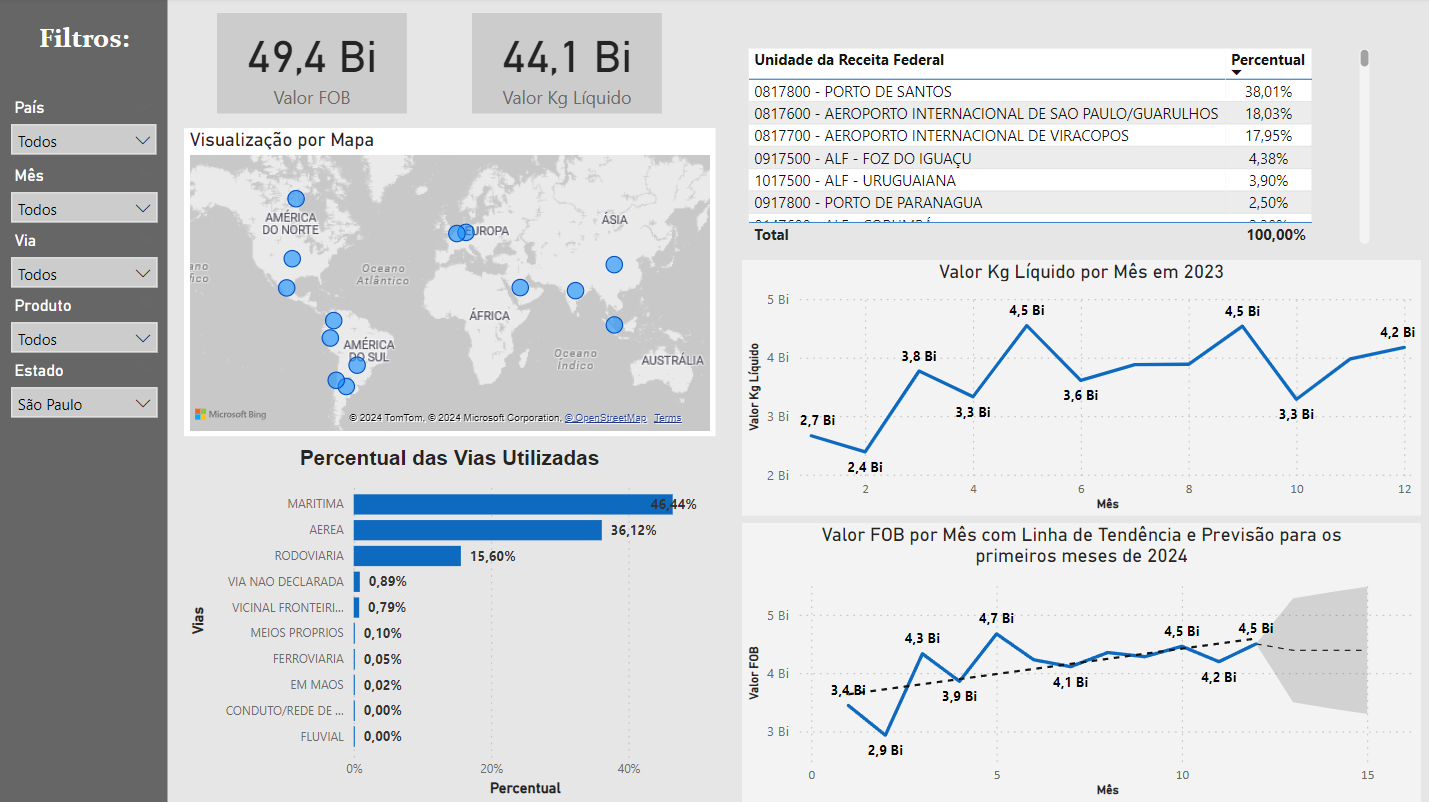 Filtros:
País
Todos
Mês
Todos
Via
Todos
Produto
Todos
Estado
São Paulo
49,4 Bi
Valor FOB
44,1 Bi
Valor Kg Líquido
Visualização por Mapa
AMÉRICA
DO NORTE
EUROPA
ÁSIA
Oceano
Atlântico
ÁFRICA
AMÉRICA
DO SUL
Oceano
Índico
AUSTRÁLIA
Microsoft Bing
© 2024 TomTom, © 2024 Microsoft Corporation, © OpenStreetMap Terms
Percentual das Vias Utilizadas
Vias
MARITIMA 46,44%
AEREA 36,12%
RODOVIARIA 15,60%
VIA NAO DECLARADA 0,89%
VICINAL FRONTEIRI... 0,79%
MEIOS PROPRIOS 0,10%
FERROVIARIA 0,05%
EM MAOS 0,02%
CONDUTO/REDE DE ... 0,00%
FLUVIAL 0,00%
0% 20% 40%
Percentual
Unidade da Receita Federal Percentual
0817800 - PORTO DE SANTOS 38,01%
0817600 - AEROPORTO INTERNACIONAL DE SAO PAULO/GUARULHOS 18,03%
0817700 - AEROPORTO INTERNACIONAL DE VIRACOPOS 17,95%
0917500 - ALF - FOZ DO IGUAÇU 4,38%
1017500 - ALF - URUGUAIANA 3,90%
0917800 - PORTO DE PARANAGUA 2,50%
Total 100,00%
Valor Kg Líquido por Mês em 2023
Valor Kg Líquido
5 Bi
4 Bi
3 Bi
2 Bi
2,7 Bi
2,4 Bi
3,8 Bi
3,3 Bi
4,5 Bi
3,6 Bi
4,5 Bi
3,3 Bi
4,2 Bi
2 4 6 8 10 12
Mês
Valor FOB por Mês com Linha de Tendência e Previsão para os
primeiros meses de 2024
Valor FOB
5 Bi
4 Bi
3 Bi
3,4 Bi
2,9 Bi
4,3 Bi
3,9 Bi
4,7 Bi
4,1 Bi
4,5 Bi
4,2 Bi
4,5 Bi
0 5 10 15
Mês